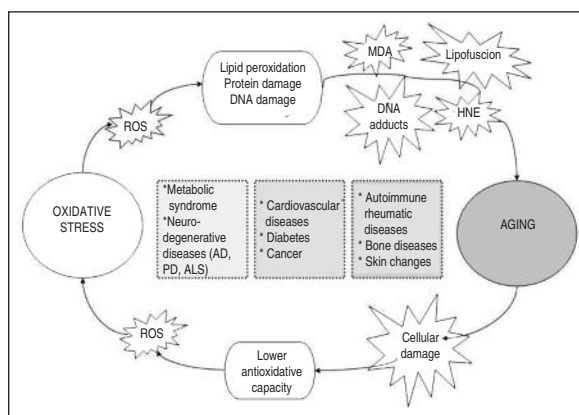 MDA
Lipofuscion
Lipid peroxidation
Protein damage
DNA damage
ROS
DNA
adducts
HNE
OXIDATIVE
STRESS
*Metabolic
syndrome
*Neuro-
degenerative
diseases (AD,
PD, ALS)
* Cardiovascular
diseases
* Diabetes
* Cancer
* Autoimmune
rheumatic
diseases
* Bone diseases
* Skin changes
AGING
ROS
Lower
antioxidative
capacity
Cellular
damage